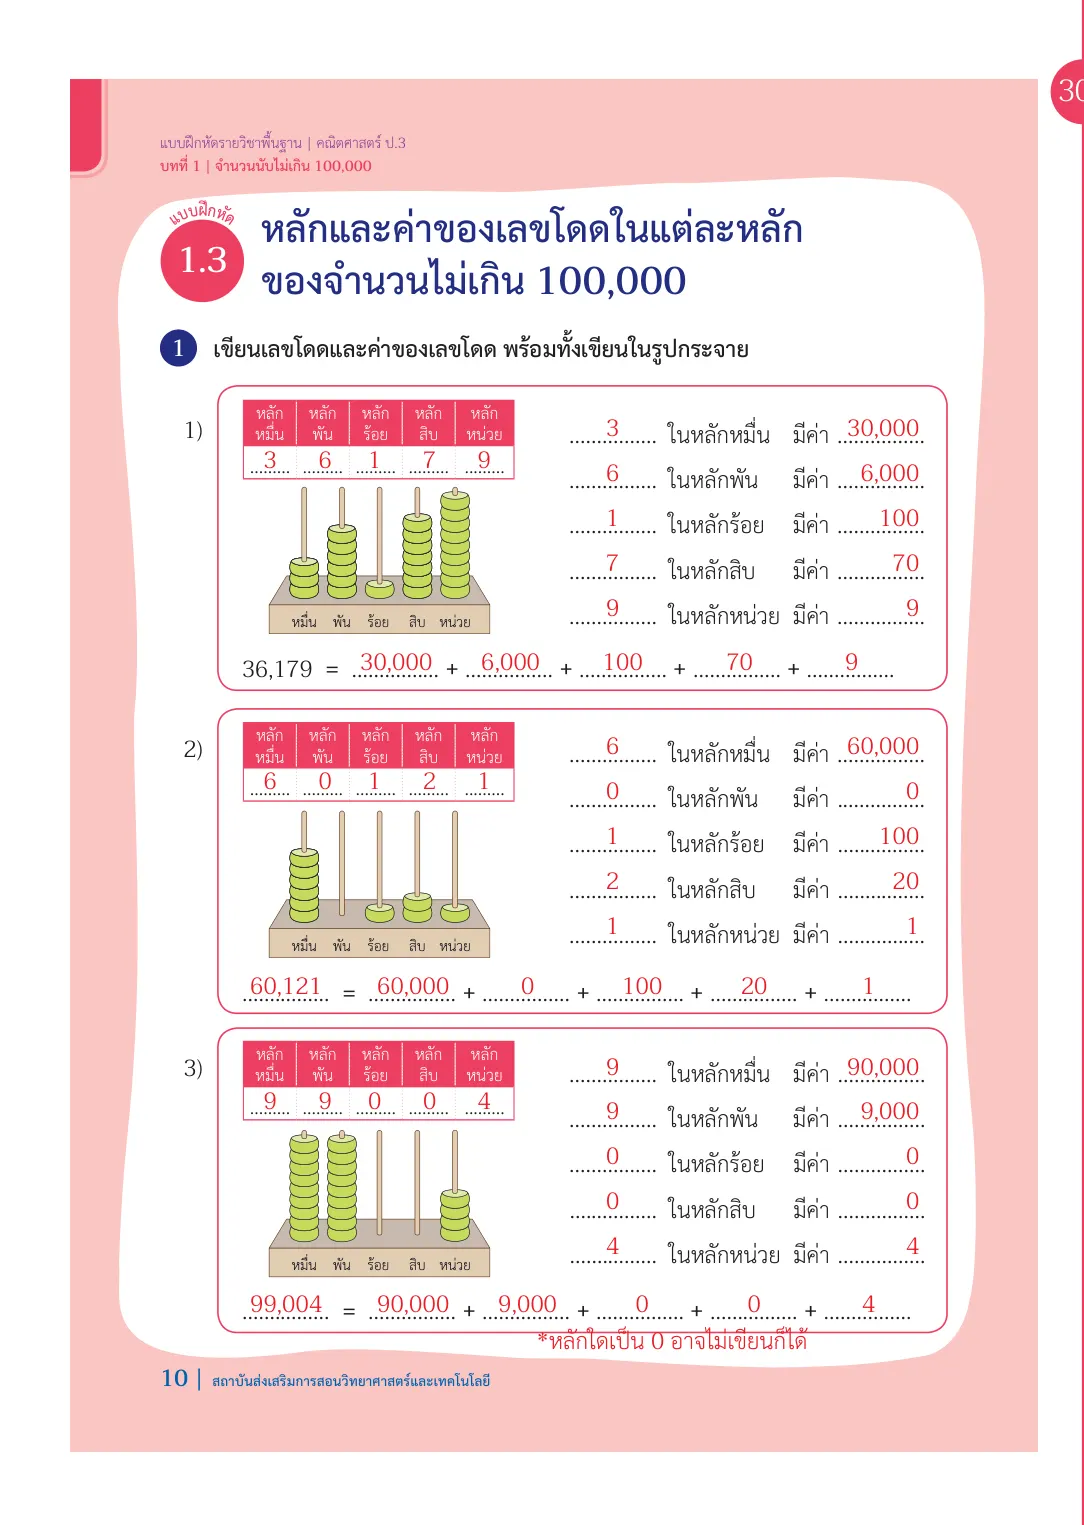 30
แบบฝึกหัดรายวิชาพื้นฐาน | คณิตศาสตร์ ป.3
บทที่ 1 | จำนวนนับไม่เกิน 100,000
แบบฝึกหัด
1.3
หลักและค่าของเลขโดดในแต่ละหลัก
ของจำนวนไม่เกิน 100,000
1 เขียนเลขโดดและค่าของเลขโดด พร้อมทั้งเขียนในรูปกระจาย
1)
หลักหมื่น หลักพัน หลักร้อย หลักสิบ หลักหน่วย
3 6 1 7 9
หมื่น พัน ร้อย สิบ หน่วย
3 ในหลักหมื่น มีค่า 30,000
6 ในหลักพัน มีค่า 6,000
1 ในหลักร้อย มีค่า 100
7 ในหลักสิบ มีค่า 70
9 ในหลักหน่วย มีค่า 9
36,179 = 30,000 + 6,000 + 100 + 70 + 9
2)
หลักหมื่น หลักพัน หลักร้อย หลักสิบ หลักหน่วย
6 0 1 2 1
หมื่น พัน ร้อย สิบ หน่วย
6 ในหลักหมื่น มีค่า 60,000
0 ในหลักพัน มีค่า 0
1 ในหลักร้อย มีค่า 100
2 ในหลักสิบ มีค่า 20
1 ในหลักหน่วย มีค่า 1
60,121 = 60,000 + 0 + 100 + 20 + 1
3)
หลักหมื่น หลักพัน หลักร้อย หลักสิบ หลักหน่วย
9 9 0 0 4
หมื่น พัน ร้อย สิบ หน่วย
9 ในหลักหมื่น มีค่า 90,000
9 ในหลักพัน มีค่า 9,000
0 ในหลักร้อย มีค่า 0
0 ในหลักสิบ มีค่า 0
4 ในหลักหน่วย มีค่า 4
99,004 = 90,000 + 9,000 + 0 + 0 + 4
*หลักใดเป็น 0 อาจไม่เขียนก็ได้
10 | สถาบันส่งเสริมการสอนวิทยาศาสตร์และเทคโนโลยี